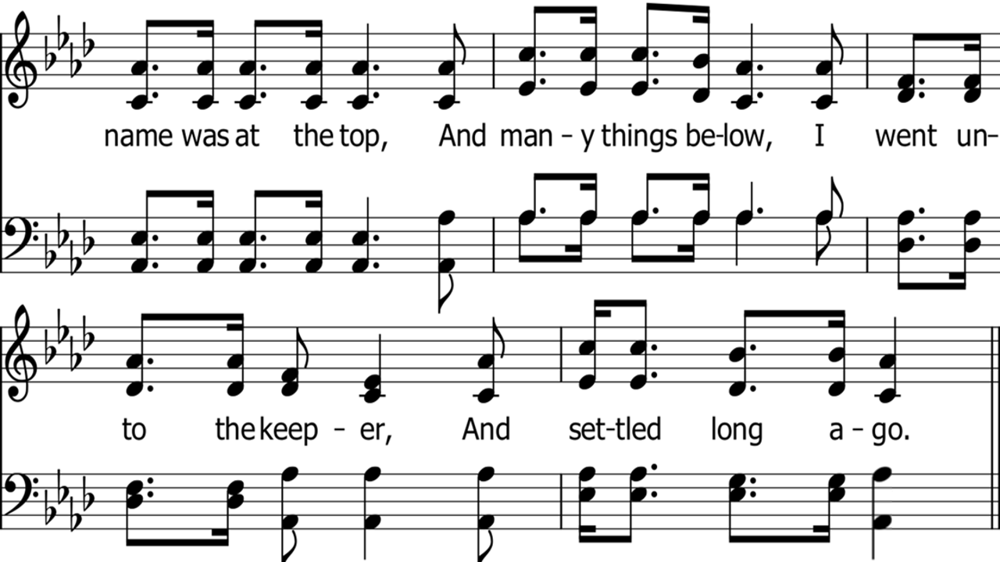 name was at the top, And man - y things be-low, I went un-
to the keep - er, And set-tled long a - go.